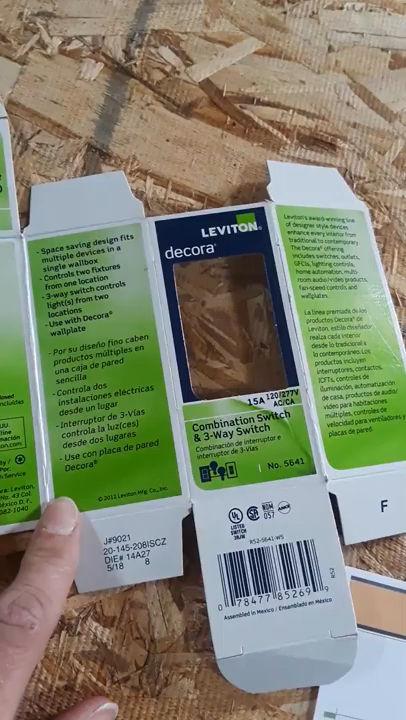 - Space saving design fits
multiple devices in a
single wallbox
- Controls two fixtures
from one location
- 3-way switch controls
light(s) from two
locations
- Use with Decora®
wallplate
- Por su diseño fino caben
productos múltiples en
una caja de pared
sencilla
- Controla dos
instalaciones eléctricas
desde un lugar
- Interruptor de 3-Vías
controla la luz(ces)
desde dos lugares
- Use con placa de pared
Decora®
© 2012 Leviton Mfg Co., Inc.
J#9021
20-145-208ISCZ
DIE# 14A27
5/18 8
LEVITON®
decora®
15A 120/277V
AC/CA
Combination Switch
& 3-Way Switch
Combinación de interruptor e
interruptor de 3-Vías
No. 5641
UL
LISTED
SWITCH
NOM
057
ANCE
R52-5641-WS
0 78477 85269 9
R52
Assembled in Mexico / Ensamblado en México
Leviton's award-winning line
of designer style devices
enhance every interior from
traditional to contemporary.
The Decora® offering
includes switches, outlets,
GFCIs, lighting controls,
home automation, multi-
room audio/video products,
fan-speed controls and
wallplates.
La línea premiada de los
productos Decora® de
Leviton, estilo diseñador
realza cada interior
desde lo tradicional a
lo contemporáneo. Los
productos incluyen
interruptores, contactos,
ICFTs, controles de
iluminación, automatización
de casa, productos de audio/
video para habitaciones
múltiples, controles de
velocidad para ventiladores y
placas de pared.
F